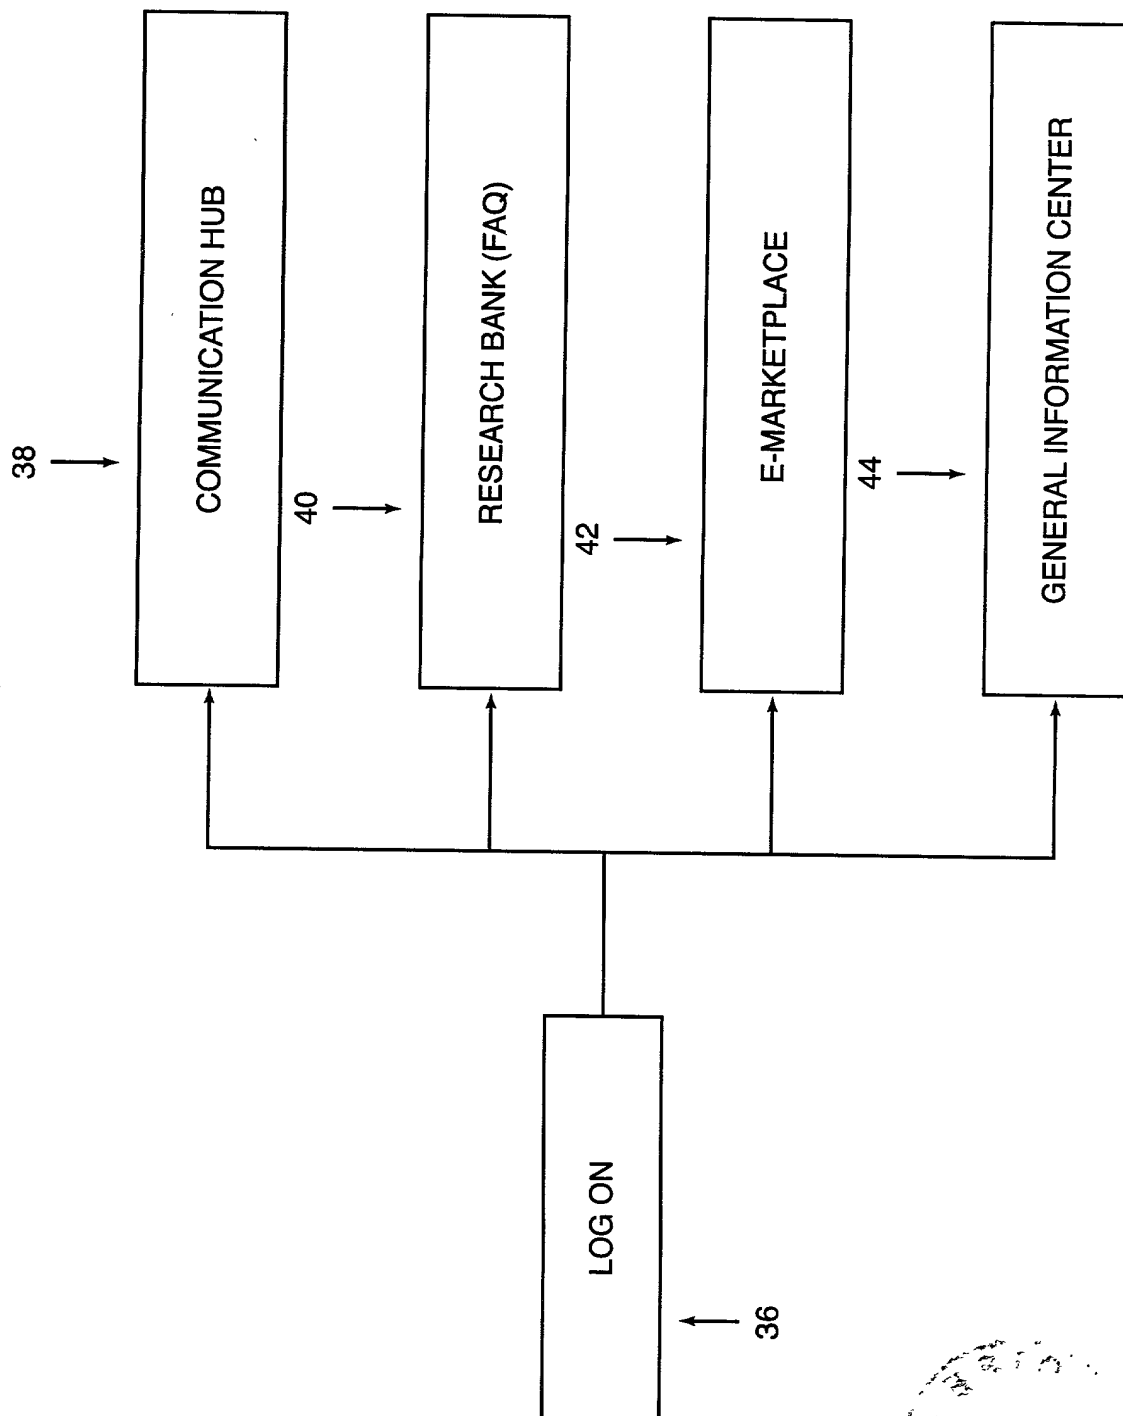 38
COMMUNICATION HUB
40
RESEARCH BANK (FAQ)
42
E-MARKETPLACE
44
GENERAL INFORMATION CENTER
LOG ON
36